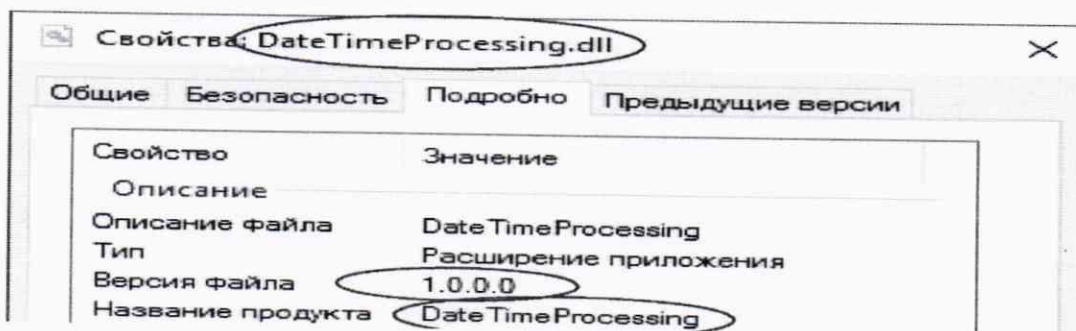 Свойства: DateTimeProcessing.dll
Общие Безопасность Подробно Предыдущие версии
Свойство Значение
Описание
Описание файла DateTimeProcessing
Тип Расширение приложения
Версия файла 1.0.0.0
Название продукта DateTimeProcessing